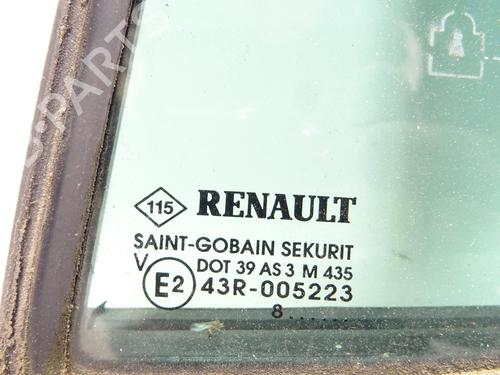 115 RENAULT
SAINT-GOBAIN SEKURIT
V DOT 39 AS 3 M 435
E2 43R-005223
8.......